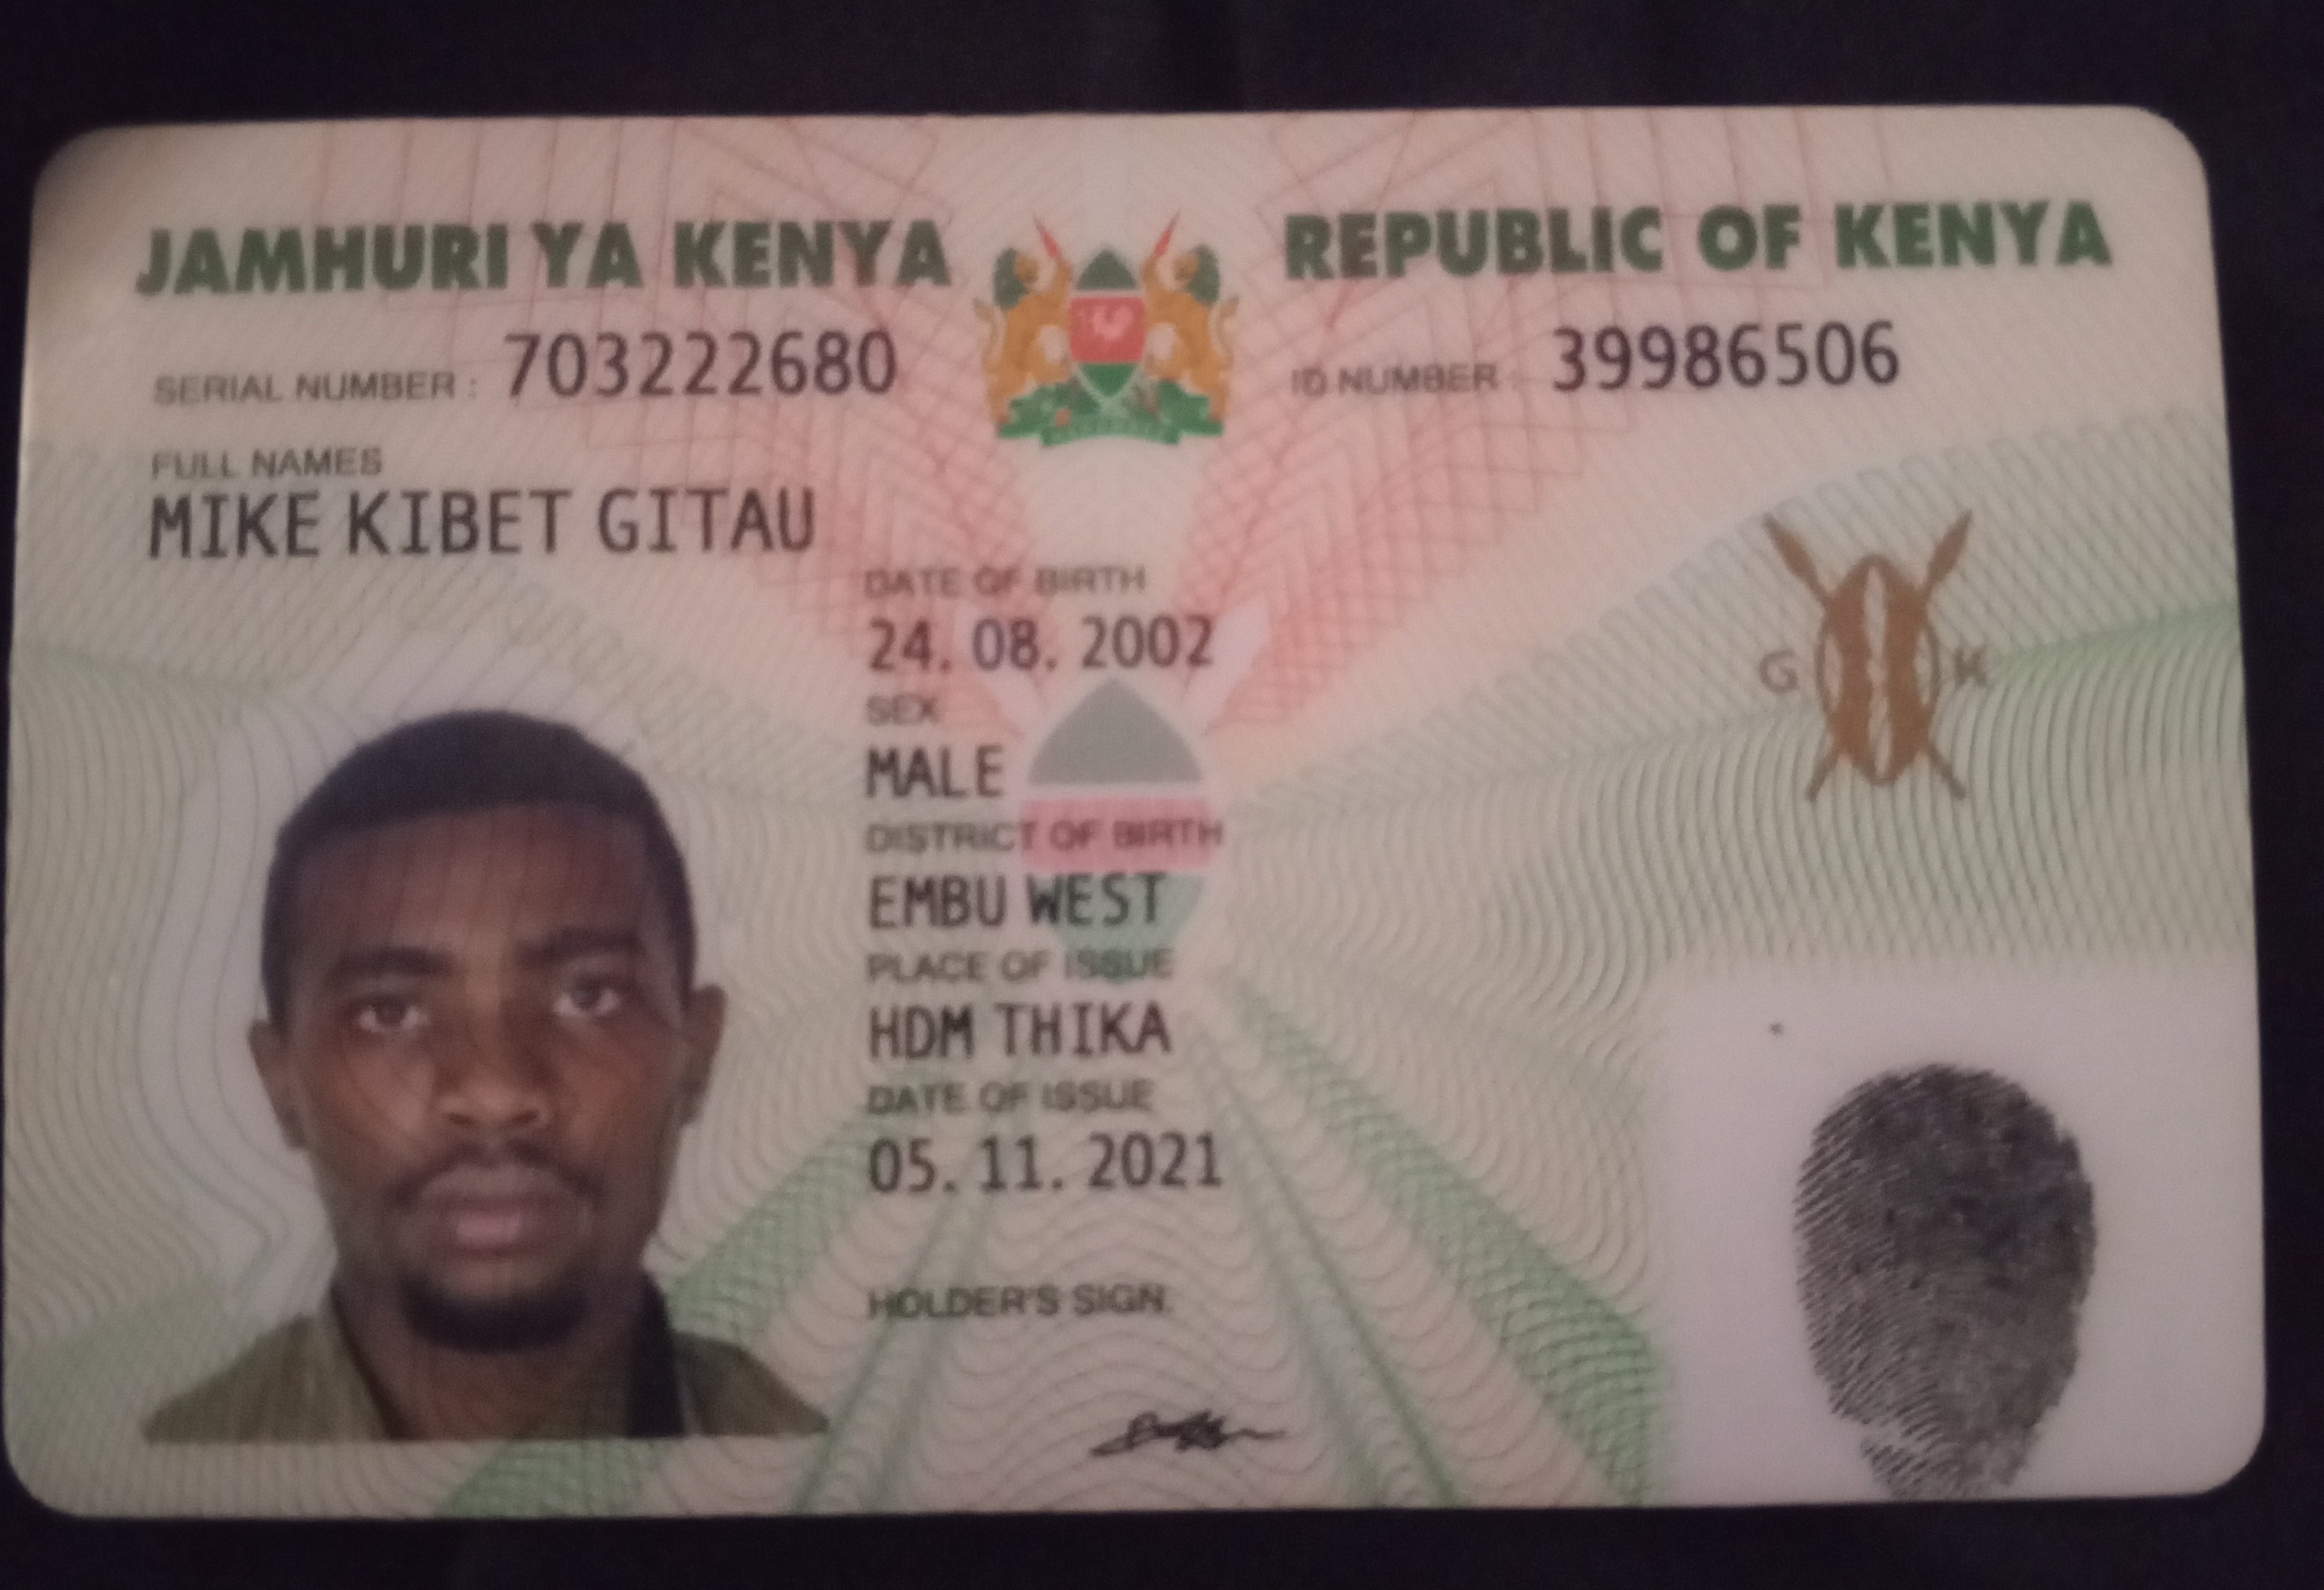 JAMHURI YA KENYA REPUBLIC OF KENYA
SERIAL NUMBER : 703222680 ID NUMBER : 39986506
FULL NAMES
MIKE KIBET GITAU
DATE OF BIRTH
24. 08. 2002
SEX
MALE
G K
DISTRICT OF BIRTH
EMBU WEST
PLACE OF ISSUE
HDM THIKA
DATE OF ISSUE
05. 11. 2021
HOLDER'S SIGN.